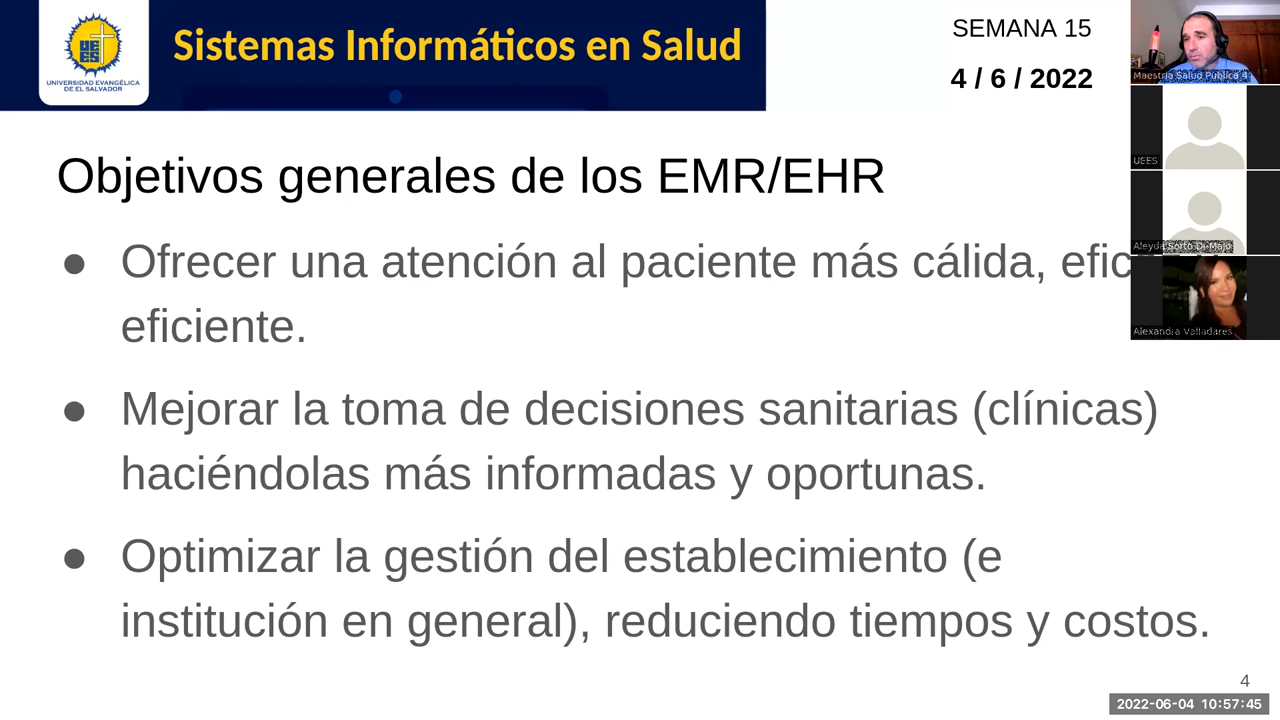 Sistemas Informáticos en Salud
UNIVERSIDAD EVANGÉLICA
DE EL SALVADOR
SEMANA 15
4 / 6 / 2022
Objetivos generales de los EMR/EHR
● Ofrecer una atención al paciente más cálida,
eficiente.
● Mejorar la toma de decisiones sanitarias (clínicas)
haciéndolas más informadas y oportunas.
● Optimizar la gestión del establecimiento (e
institución en general), reduciendo tiempos y costos.
4
Maestria Salud Publica 4
UEES
Aleyda Sorto Di Majo
Alexandra Valladares
2022-06-04 10:57:45